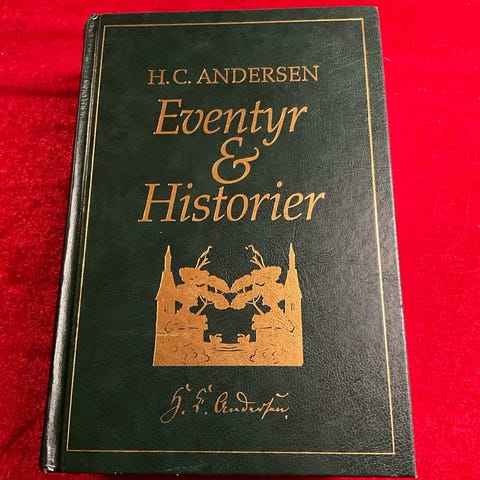 H. C. ANDERSEN
Eventyr
&
Historier
H. C. Andersen.